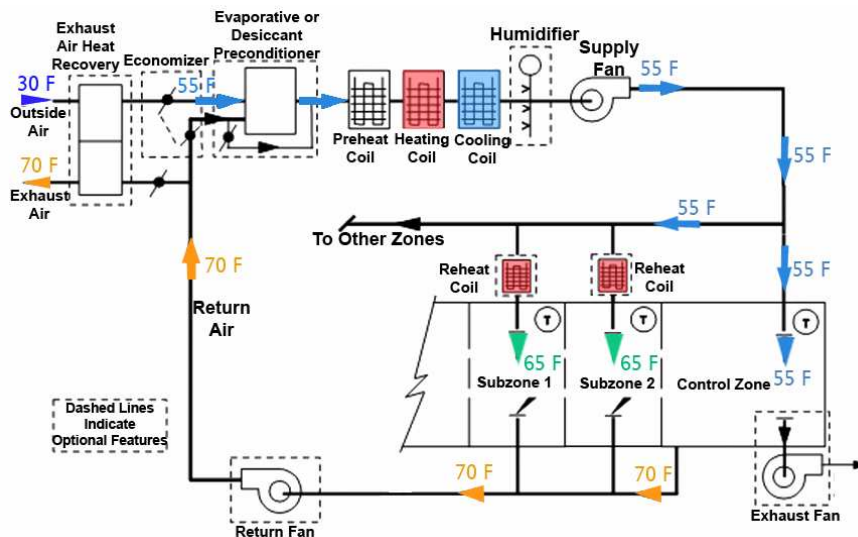 Exhaust
Air Heat
Recovery
Economizer
Evaporative or
Desiccant
Preconditioner
Humidifier
Supply
Fan
55 F
30 F
55 F
Outside
Air
Preheat
Coil
Heating
Coil
Cooling
Coil
70 F
Exhaust
Air
55 F
55 F
To Other Zones
70 F
Return
Air
Reheat
Coil
Reheat
Coil
55 F
T
T
T
65 F
65 F
55 F
Subzone 1
Subzone 2
Control Zone
Dashed Lines
Indicate
Optional Features
70 F
70 F
Return Fan
Exhaust Fan